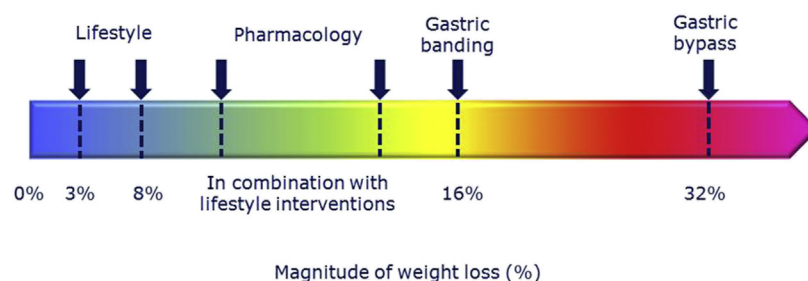 Lifestyle
Pharmacology
Gastric
banding
Gastric
bypass
0%
3%
8%
In combination with
lifestyle interventions
16%
32%
Magnitude of weight loss (%)